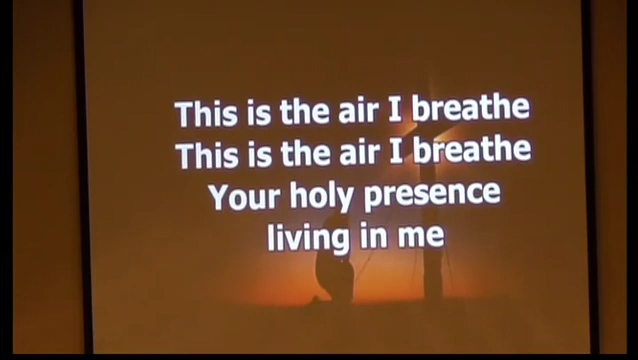 This is the air I breathe
This is the air I breathe
Your holy presence
living in me